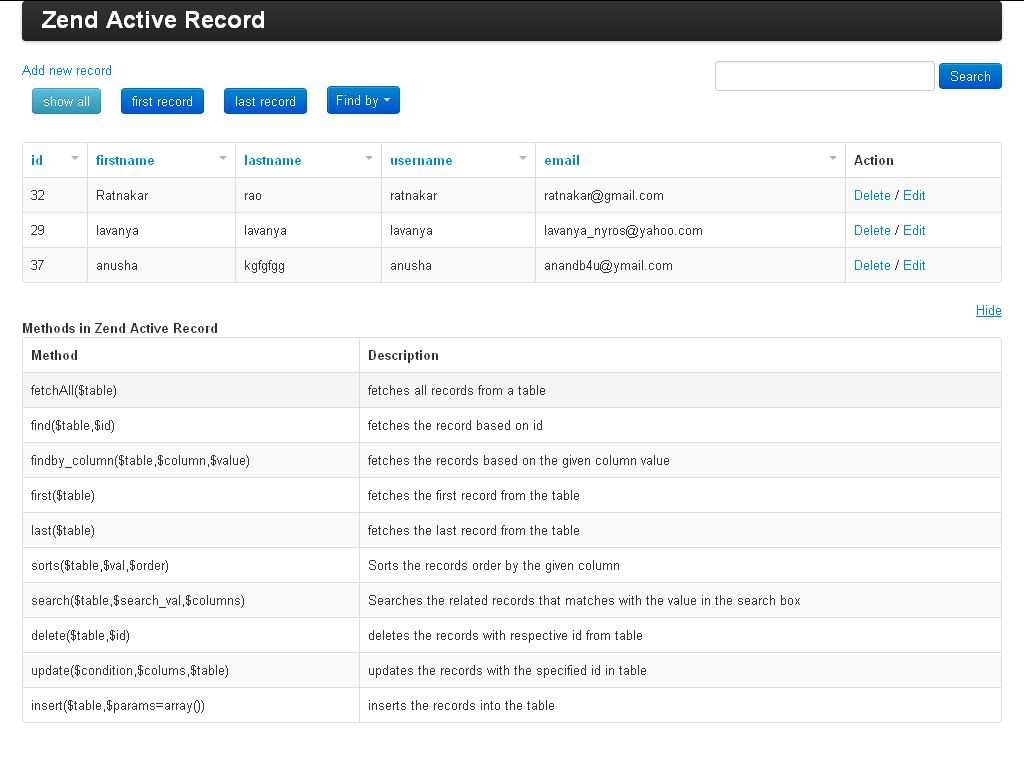 Zend Active Record
Add new record
Search
show all first record last record Find by
id firstname lastname username email Action
32 Ratnakar rao ratnakar ratnakar@gmail.com Delete / Edit
29 lavanya lavanya lavanya lavanya_nyros@yahoo.com Delete / Edit
37 anusha kgfgfgg anusha anandb4u@ymail.com Delete / Edit
Hide
Methods in Zend Active Record
Method Description
fetchAll($table) fetches all records from a table
find($table,$id) fetches the record based on id
findby_column($table,$column,$value) fetches the records based on the given column value
first($table) fetches the first record from the table
last($table) fetches the last record from the table
sorts($table,$val,$order) Sorts the records order by the given column
search($table,$search_val,$columns) Searches the related records that matches with the value in the search box
delete($table,$id) deletes the records with respective id from table
update($condition,$colums,$table) updates the records with the specified id in table
insert($table,$params=array()) inserts the records into the table